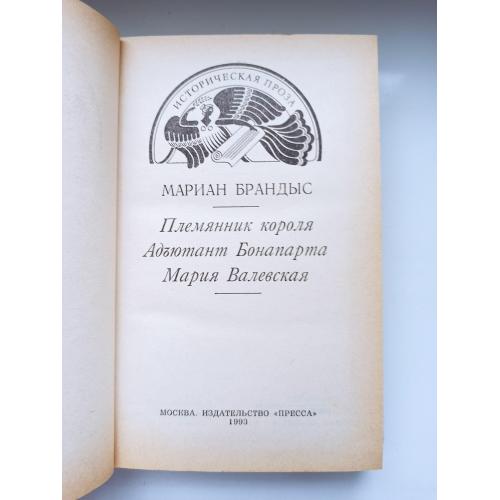 ИСТОРИЧЕСКАЯ ПРОЗА
МАРИАН БРАНДЫС
Племянник короля
Адъютант Бонапарта
Мария Валевская
МОСКВА. ИЗДАТЕЛЬСТВО «ПРЕССА»
1993